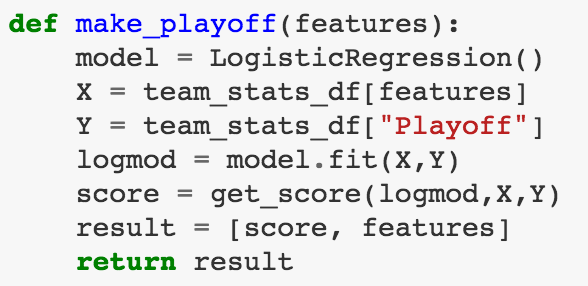 def make_playoff(features):
    model = LogisticRegression()
    X = team_stats_df[features]
    Y = team_stats_df["Playoff"]
    logmod = model.fit(X,Y)
    score = get_score(logmod,X,Y)
    result = [score, features]
    return result